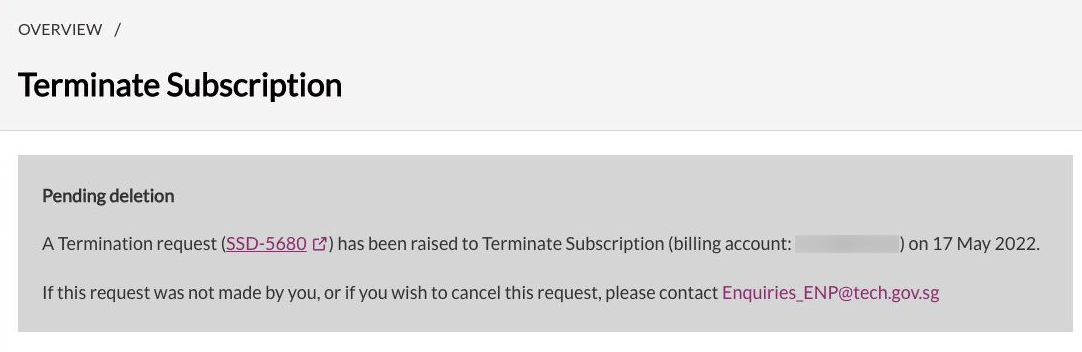 OVERVIEW /
Terminate Subscription
Pending deletion
A Termination request (SSD-5680) has been raised to Terminate Subscription (billing account: ) on 17 May 2022.
If this request was not made by you, or if you wish to cancel this request, please contact Enquiries_ENP@tech.gov.sg